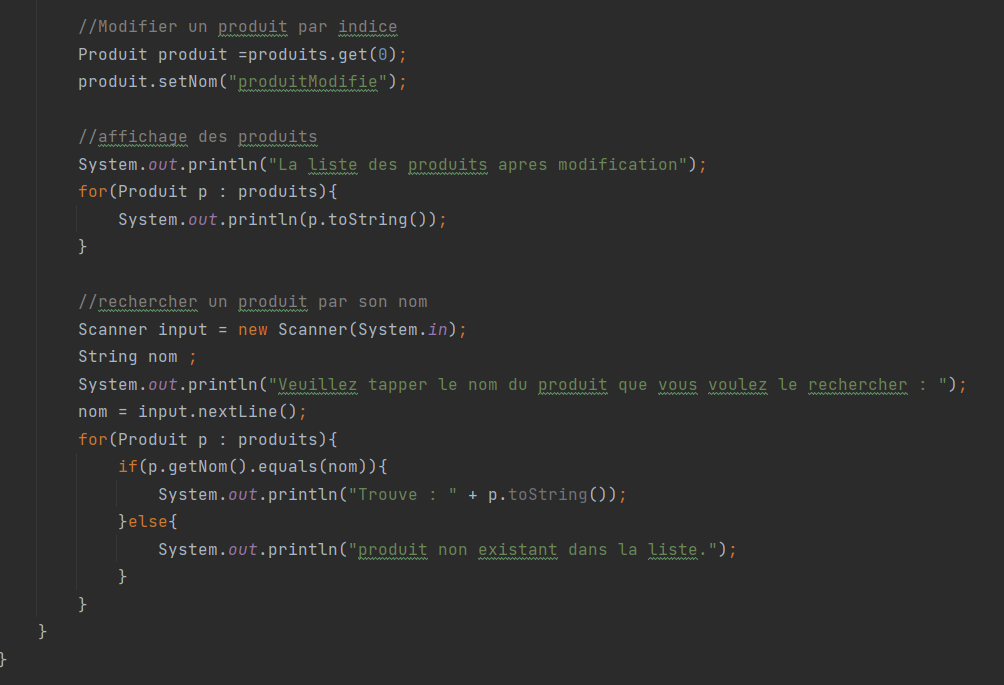 //Modifier un produit par indice
Produit produit =produits.get(0);
produit.setNom("produitModifie");
//affichage des produits
System.out.println("La liste des produits apres modification");
for(Produit p : produits){
System.out.println(p.toString());
}
//rechercher un produit par son nom
Scanner input = new Scanner(System.in);
String nom ;
System.out.println("Veuillez tapper le nom du produit que vous voulez le rechercher : ");
nom = input.nextLine();
for(Produit p : produits){
if(p.getNom().equals(nom)){
System.out.println("Trouve : " + p.toString());
}else{
System.out.println("produit non existant dans la liste.");
}
}
}
}